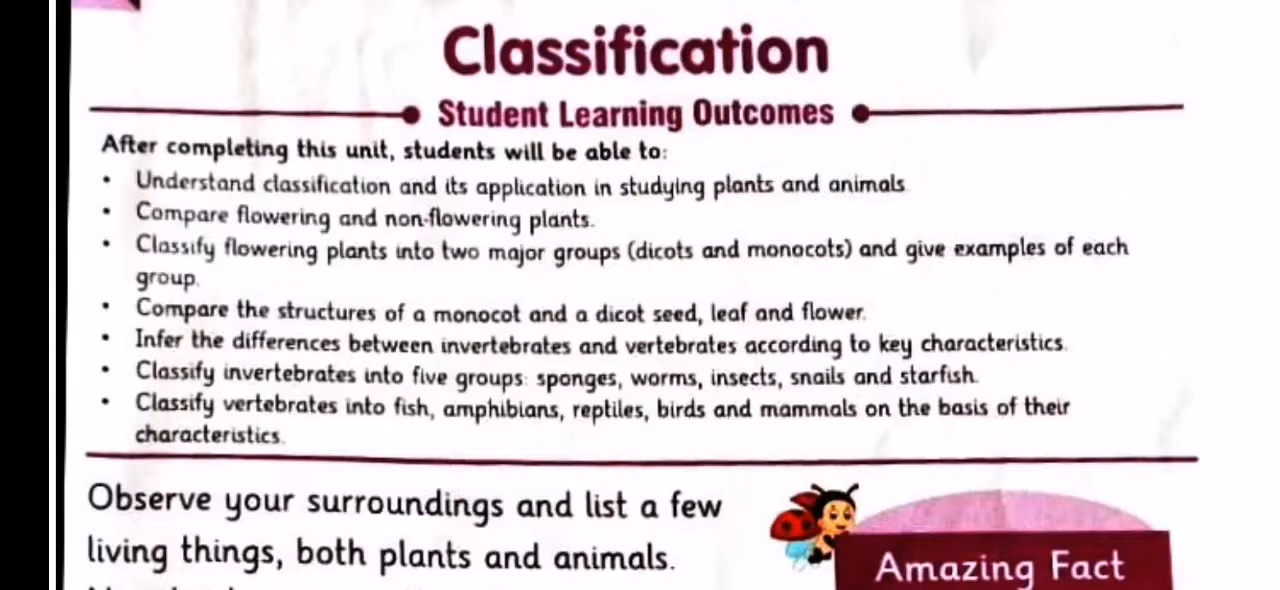 Classification
Student Learning Outcomes
After completing this unit, students will be able to:
• Understand classification and its application in studying plants and animals
• Compare flowering and non-flowering plants.
• Classify flowering plants into two major groups (dicots and monocots) and give examples of each
group.
• Compare the structures of a monocot and a dicot seed, leaf and flower.
• Infer the differences between invertebrates and vertebrates according to key characteristics.
• Classify invertebrates into five groups: sponges, worms, insects, snails and starfish.
• Classify vertebrates into fish, amphibians, reptiles, birds and mammals on the basis of their
characteristics.
Observe your surroundings and list a few
living things, both plants and animals.
Amazing Fact